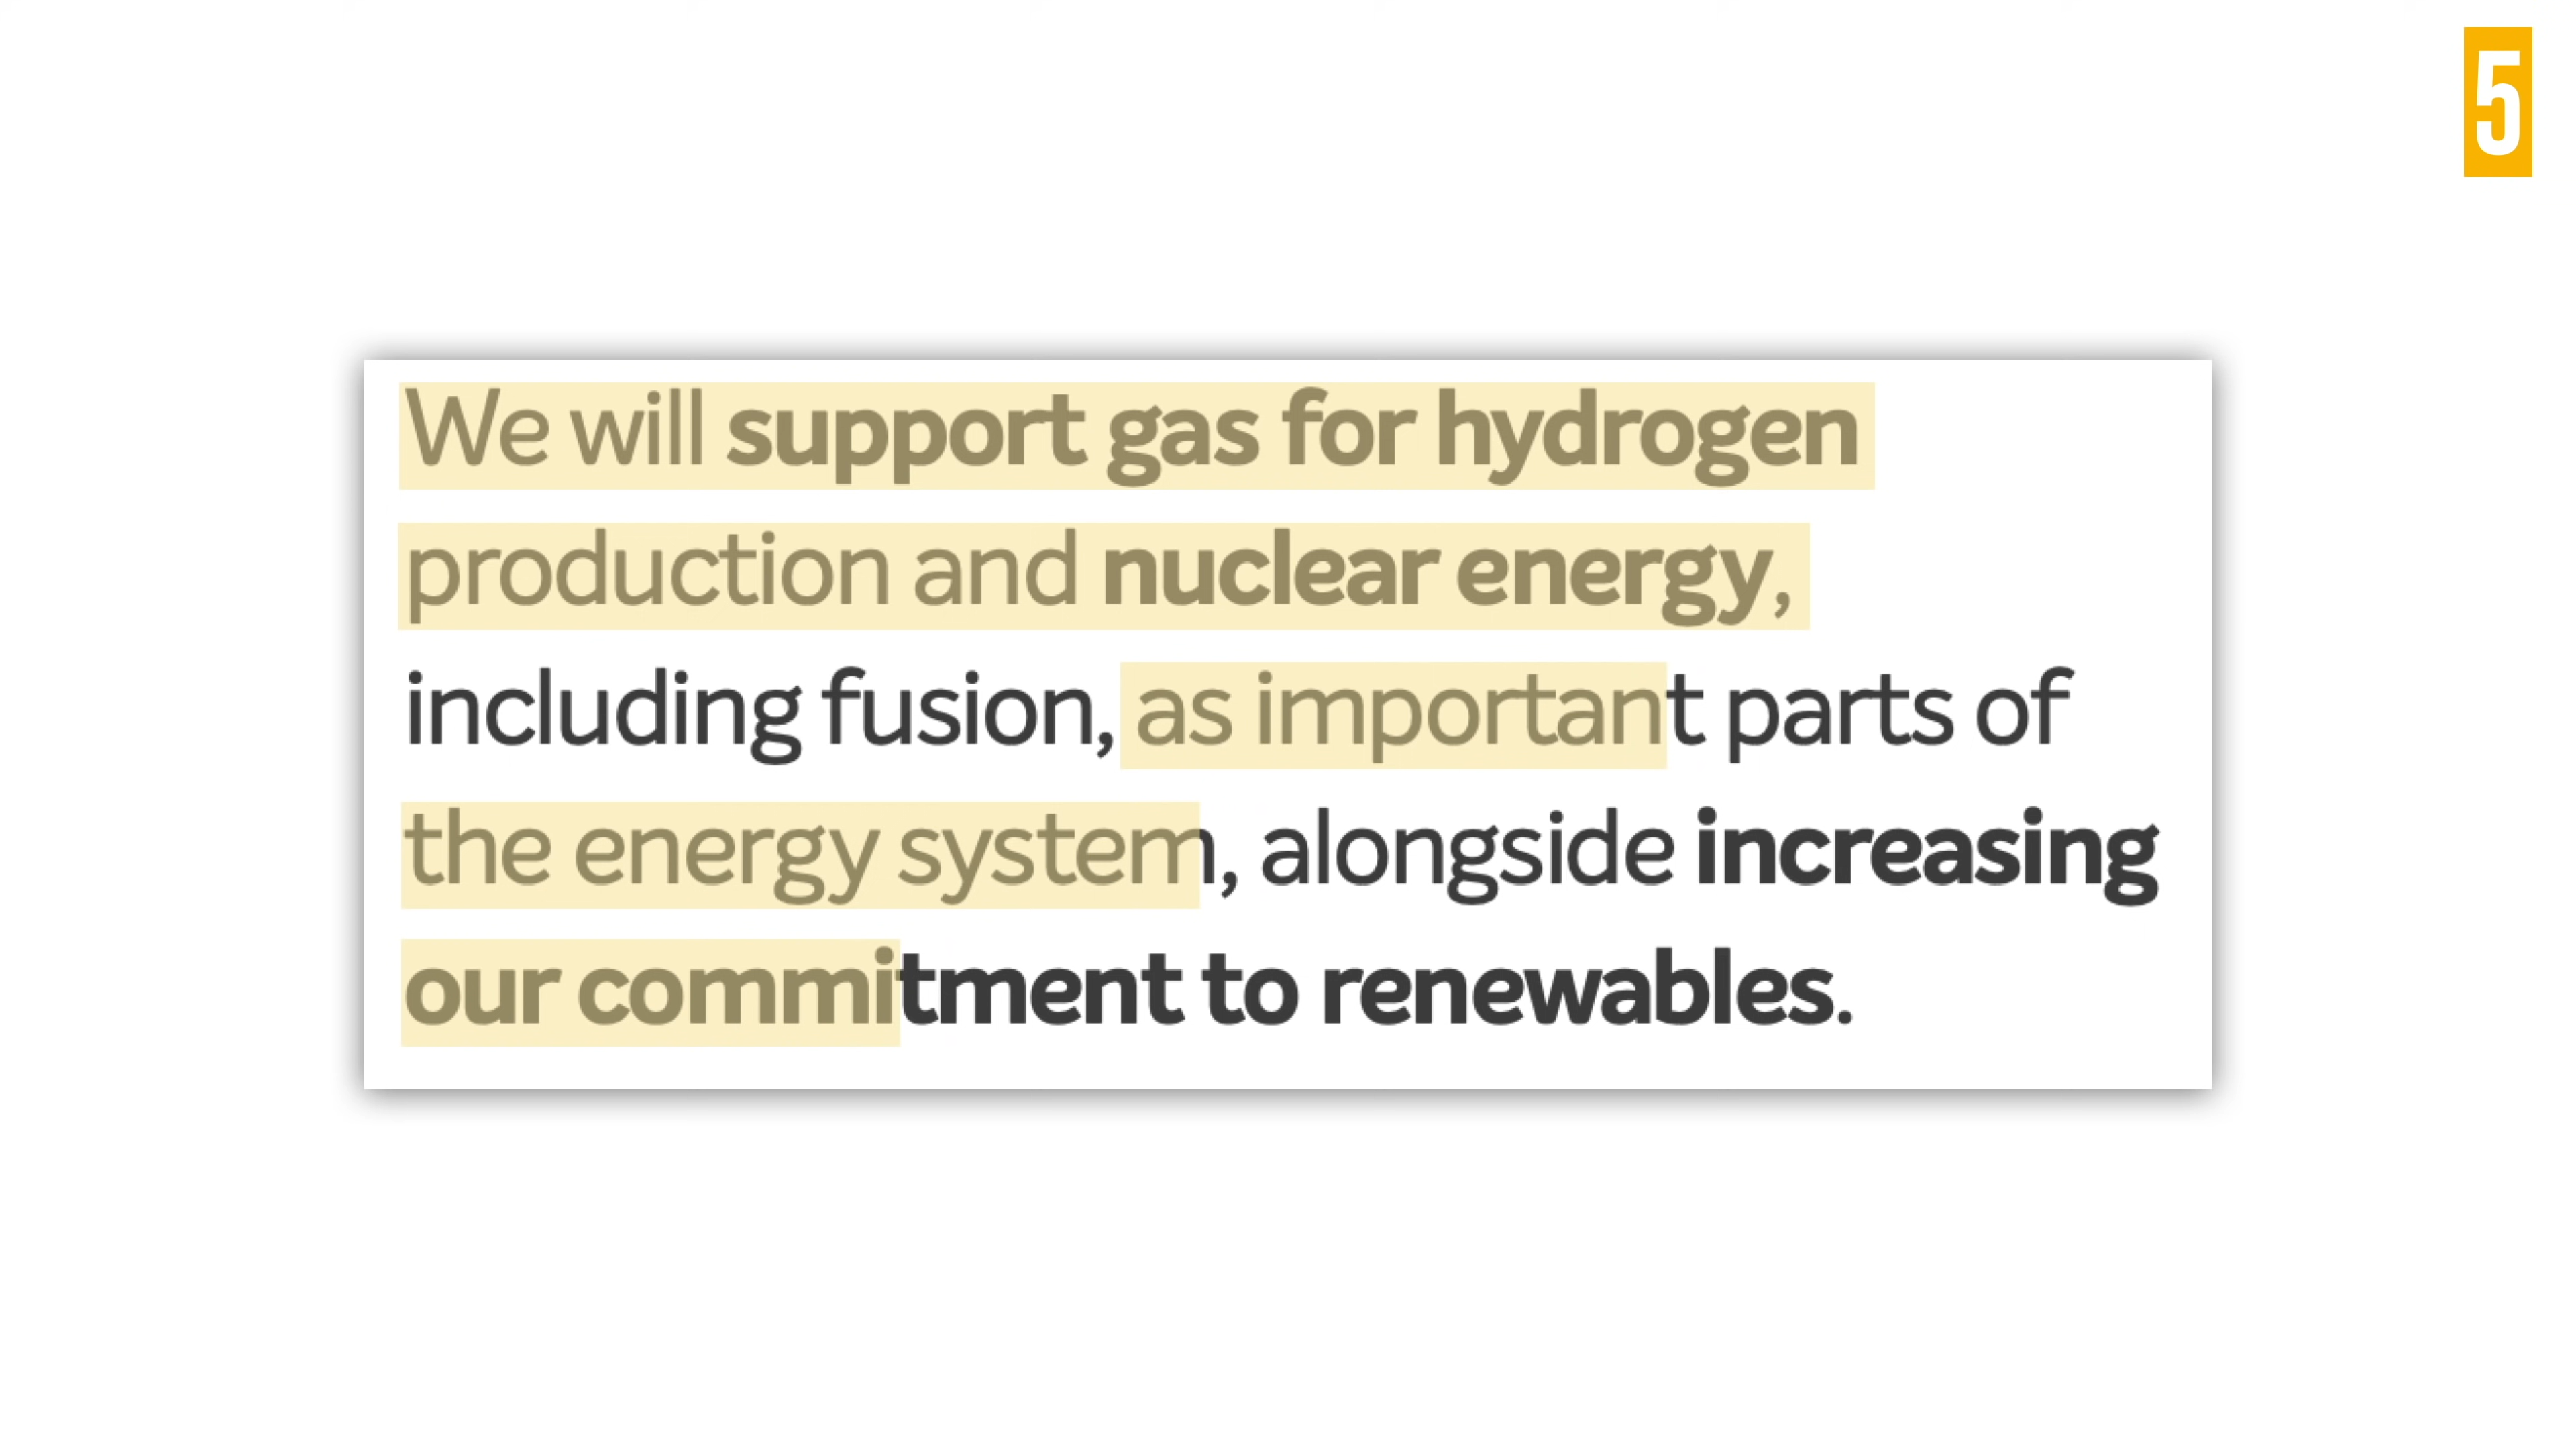 5
We will support gas for hydrogen
production and nuclear energy,
including fusion, as important parts of
the energy system, alongside increasing
our commitment to renewables.